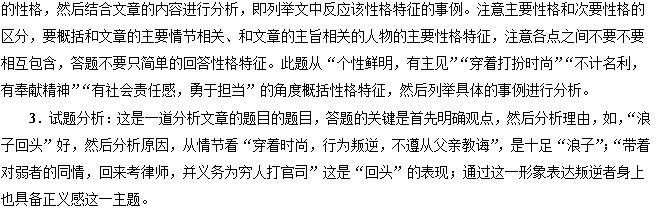 的性格，然后结合文章的内容进行分析，即列举文中反应该性格特征的事例。注意主要性格和次要性格的
区分，要概括和文章的主要情节相关、和文章的主旨相关的人物的主要性格特征，注意各点之间不要不要
相互包含，答题不要只简单的回答性格特征。此题从“个性鲜明，有主见”“穿着打扮时尚”“不计名利，
有奉献精神”“有社会责任感，勇于担当”的角度概括性格特征，然后列举具体的事例进行分析。
3．试题分析：这是一道分析文章的题目的题目，答题的关键是首先明确观点，然后分析理由，如，“浪
子回头”好，然后分析原因，从情节看“穿着时尚，行为叛逆，不遵从父亲教诲”，是十足“浪子”；“带着
对弱者的同情，回来考律师，并义务为穷人打官司”这是“回头”的表现；通过这一形象表达叛逆者身上
也具备正义感这一主题。